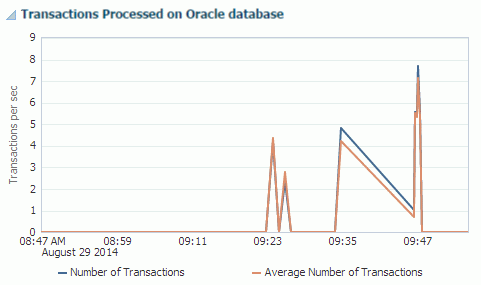 Transactions Processed on Oracle database
Transactions per sec
9
8
7
6
5
4
3
2
1
0
08:47 AM 08:59 09:11 09:23 09:35 09:47
August 29 2014
Number of Transactions Average Number of Transactions